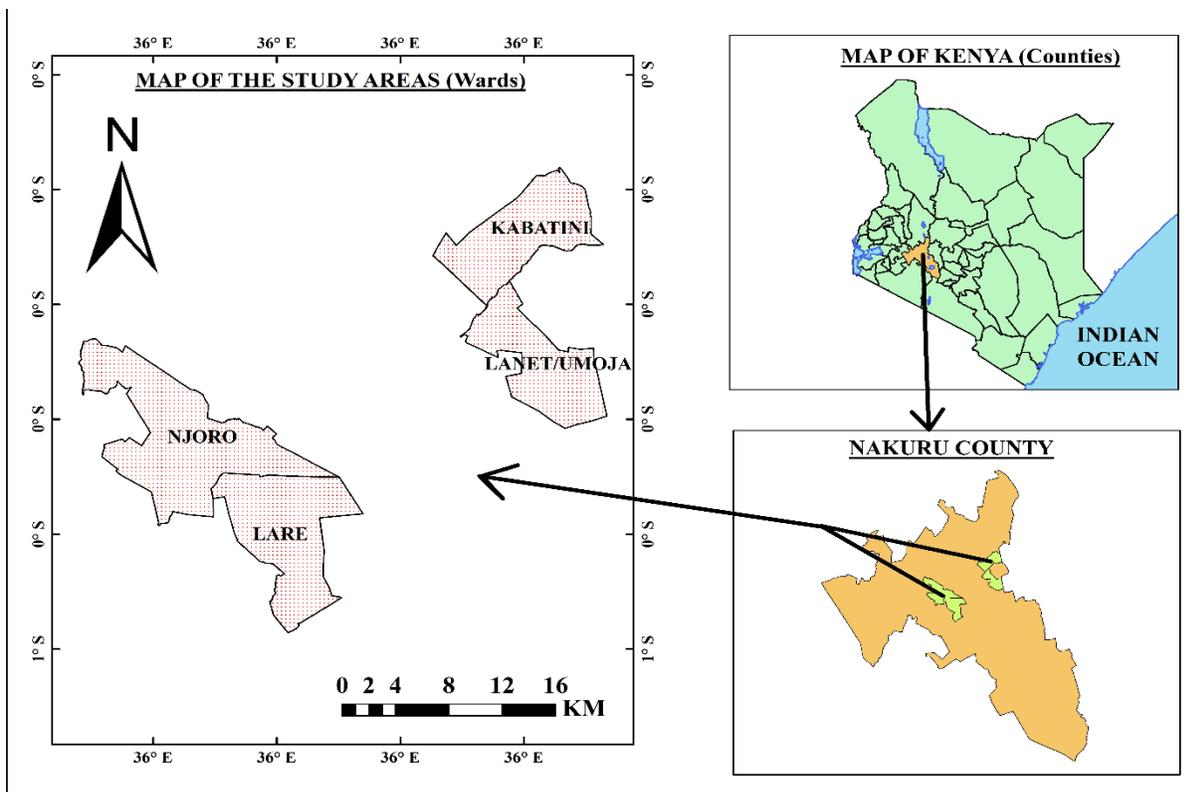 36° E 36° E 36° E 36° E
MAP OF THE STUDY AREAS (Wards)
N
KABATINI
LANET/UMOJA
NJORO
LARE
0° S
0° S
0° S
0° S
0° S
1° S
0° S
0° S
0° S
0° S
0° S
1° S
0 2 4 8 12 16
KM
36° E 36° E 36° E 36° E
MAP OF KENYA (Counties)
INDIAN
OCEAN
NAKURU COUNTY